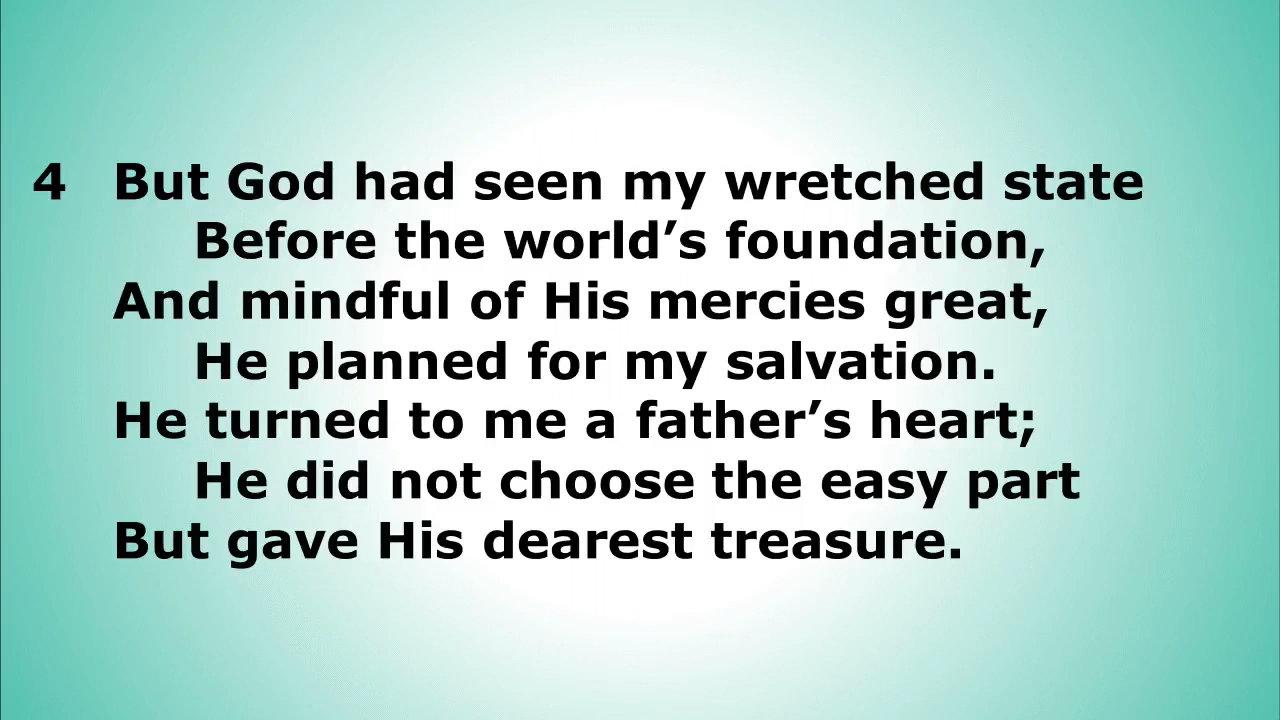 4 But God had seen my wretched state
Before the world’s foundation,
And mindful of His mercies great,
He planned for my salvation.
He turned to me a father’s heart;
He did not choose the easy part
But gave His dearest treasure.